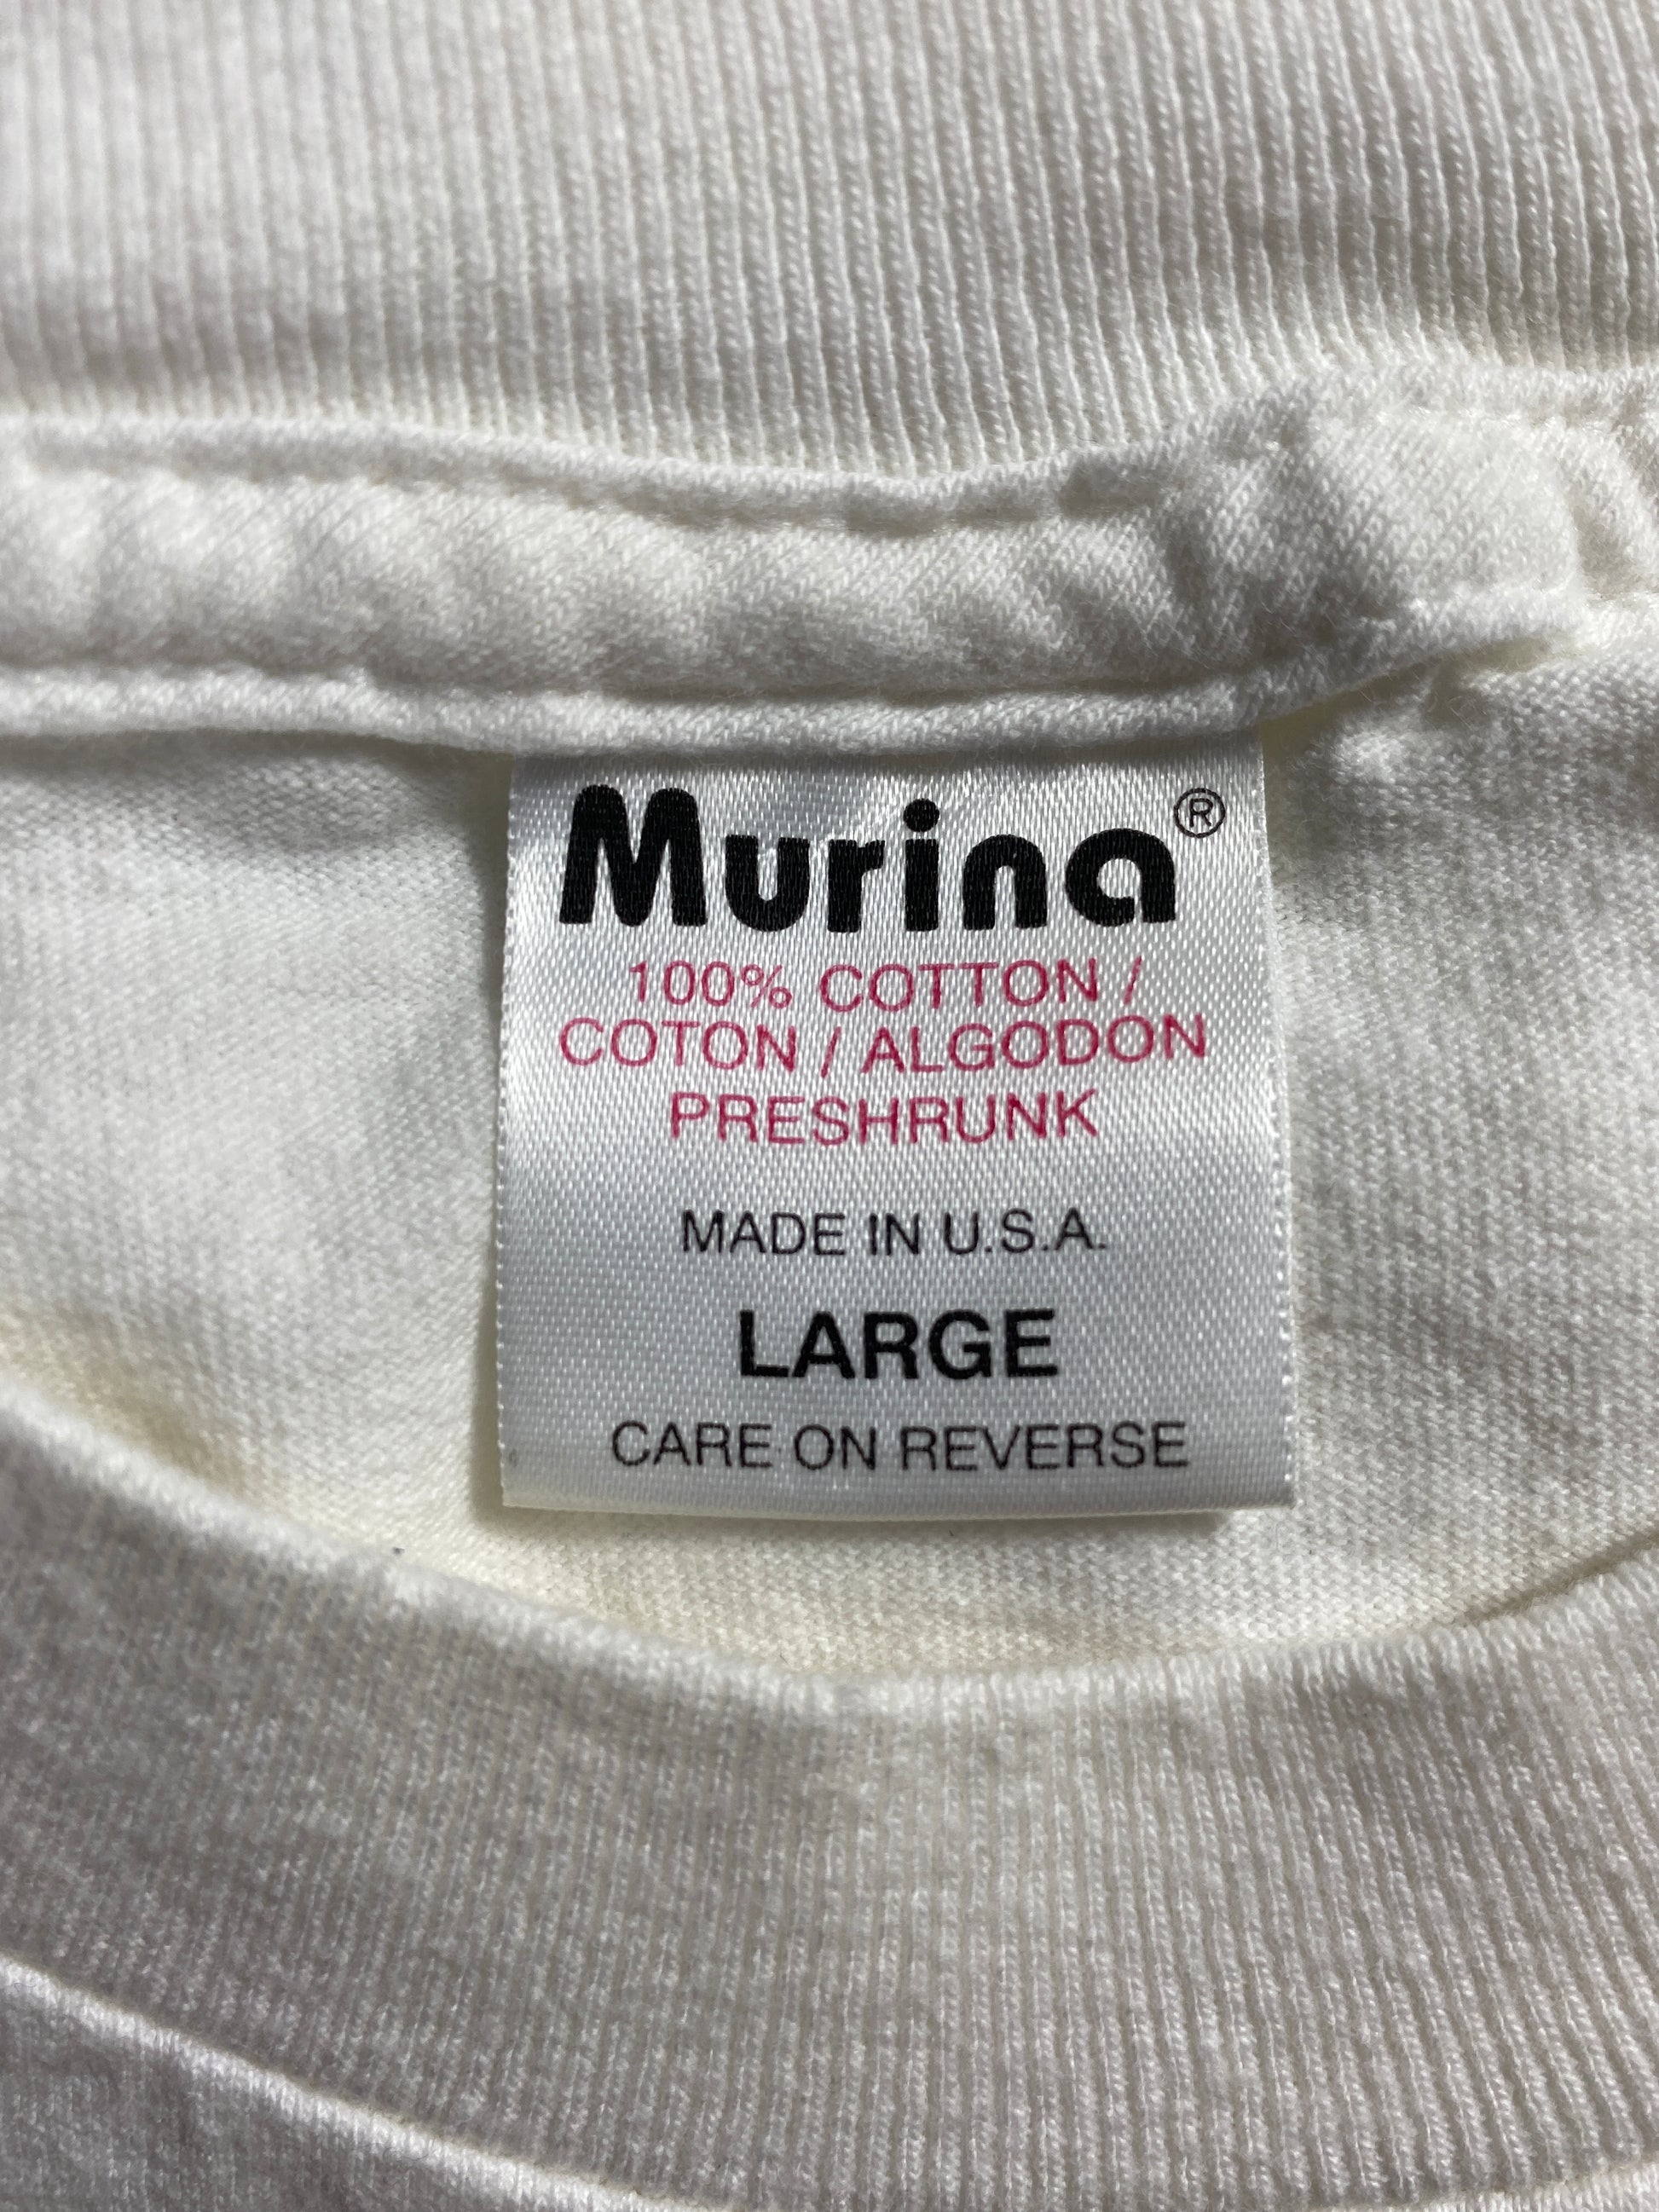 Murina®
100% COTTON /
COTON / ALGODON
PRESHRUNK
MADE IN U.S.A.
LARGE
CARE ON REVERSE